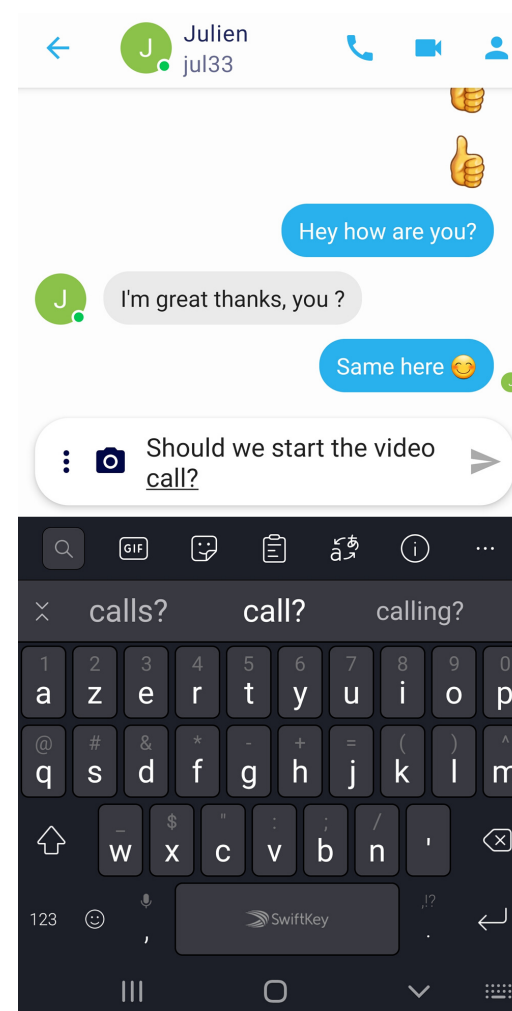 Julien
J
jul33
Hey how are you?
J
I'm great thanks, you ?
Same here 😊
J
Should we start the video
call?
GIF
calls? call? calling?
1 2 3 4 5 6 7 8 9 0
a z e r t y u i o p
@ # & * - + = ( ) ^
q s d f g h j k l m
_ $ " : ; /
w x c v b n '
123 , SwiftKey ,!? .